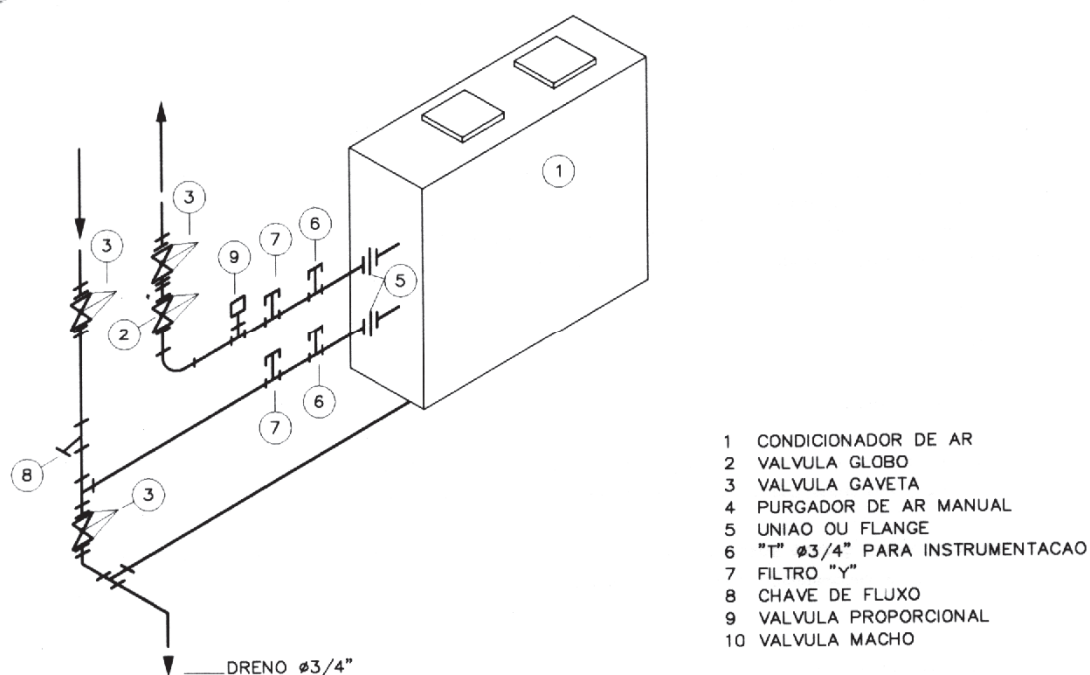 1
3
3
6
7
9
5
2
6
7
8
3
1 CONDICIONADOR DE AR
2 VALVULA GLOBO
3 VALVULA GAVETA
4 PURGADOR DE AR MANUAL
5 UNIAO OU FLANGE
6 "T" ø3/4" PARA INSTRUMENTACAO
7 FILTRO "Y"
8 CHAVE DE FLUXO
9 VALVULA PROPORCIONAL
10 VALVULA MACHO
DRENO ø3/4"